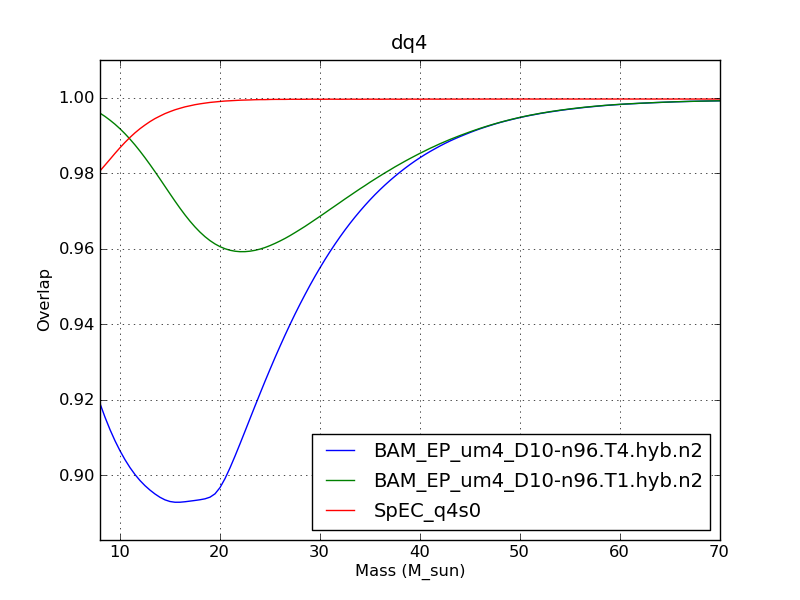 dq4
Overlap
1.00
0.98
0.96
0.94
0.92
0.90
BAM_EP_um4_D10-n96.T4.hyb.n2
BAM_EP_um4_D10-n96.T1.hyb.n2
SpEC_q4s0
10 20 30 40 50 60 70
Mass (M_sun)